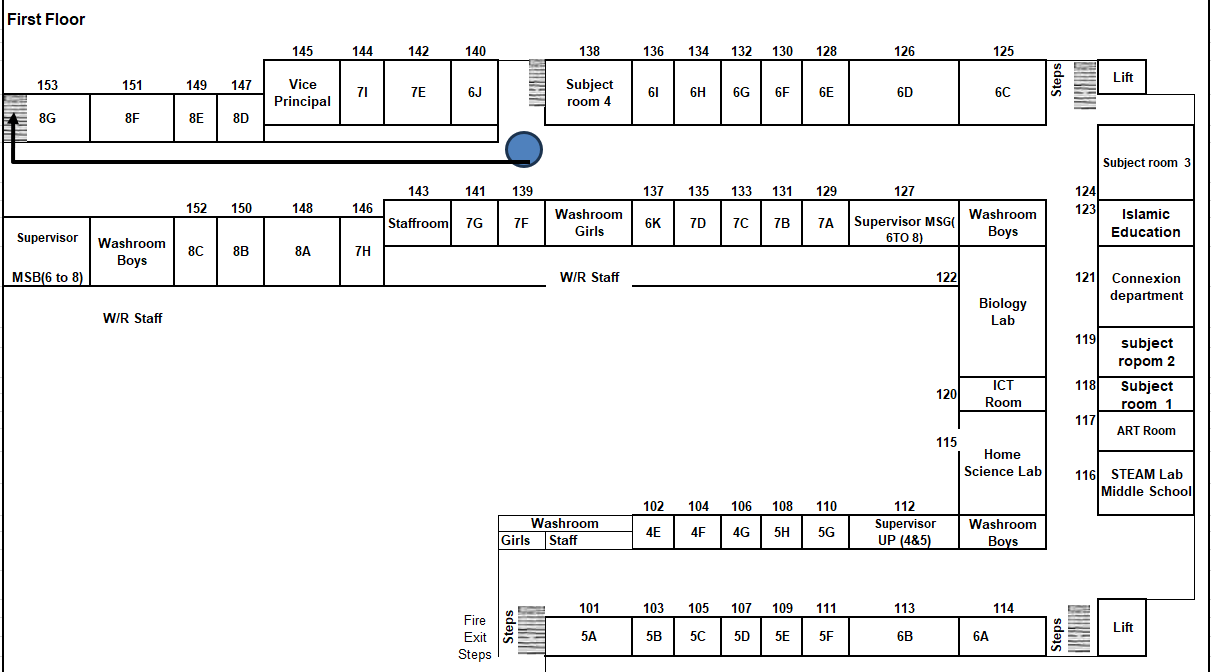 First Floor
145 144 142 140 138 136 134 132 130 128 126 125
153 151 149 147
Vice
Principal
7I 7E 6J
Subject
room 4
6I 6H 6G 6F 6E 6D 6C
Steps
Lift
8G 8F 8E 8D
Subject room 3
124
143 141 139 137 135 133 131 129 127
152 150 148 146
123
Staffroom 7G 7F
Washroom
Girls
6K 7D 7C 7B 7A
Supervisor MSG(
6TO 8)
Washroom
Boys
Islamic
Education
Supervisor
MSB(6 to 8)
Washroom
Boys
8C 8B 8A 7H
W/R Staff
122
121
Connexion
department
Biology
Lab
W/R Staff
119
subject
ropom 2
120
ICT
Room
118
Subject
room 1
117
ART Room
115
Home
Science Lab
116
STEAM Lab
Middle School
102 104 106 108 110 112
Washroom
Girls Staff
4E 4F 4G 5H 5G
Supervisor
UP (4&5)
Washroom
Boys
101 103 105 107 109 111 113 114
Fire
Exit
Steps
Steps
5A 5B 5C 5D 5E 5F 6B 6A
Steps
Lift